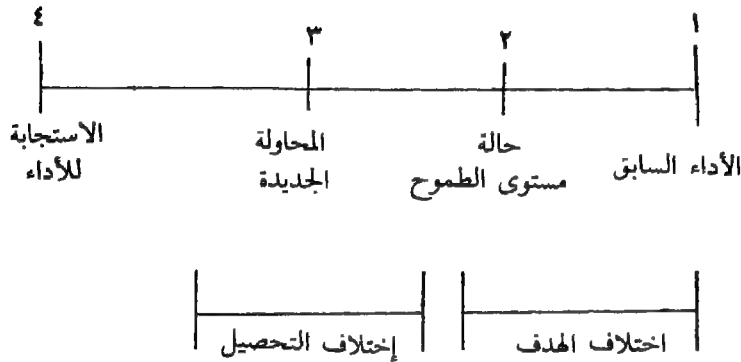 ١ ٢ ٣ ٤
الأداء السابق
حالة
مستوى الطموح
المحاولة
الجديدة
الاستجابة
للأداء
اختلاف الهدف
إختلاف التحصيل